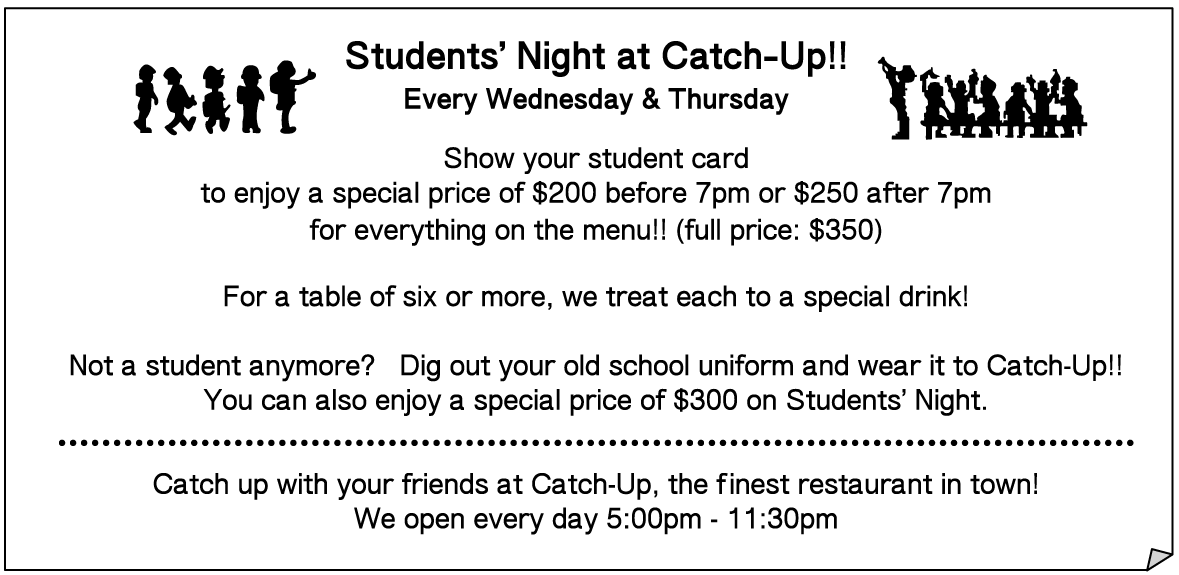 Students’ Night at Catch-Up!!
Every Wednesday & Thursday
Show your student card
to enjoy a special price of $200 before 7pm or $250 after 7pm
for everything on the menu!! (full price: $350)
For a table of six or more, we treat each to a special drink!
Not a student anymore? Dig out your old school uniform and wear it to Catch-Up!!
You can also enjoy a special price of $300 on Students’ Night.
Catch up with your friends at Catch-Up, the finest restaurant in town!
We open every day 5:00pm - 11:30pm